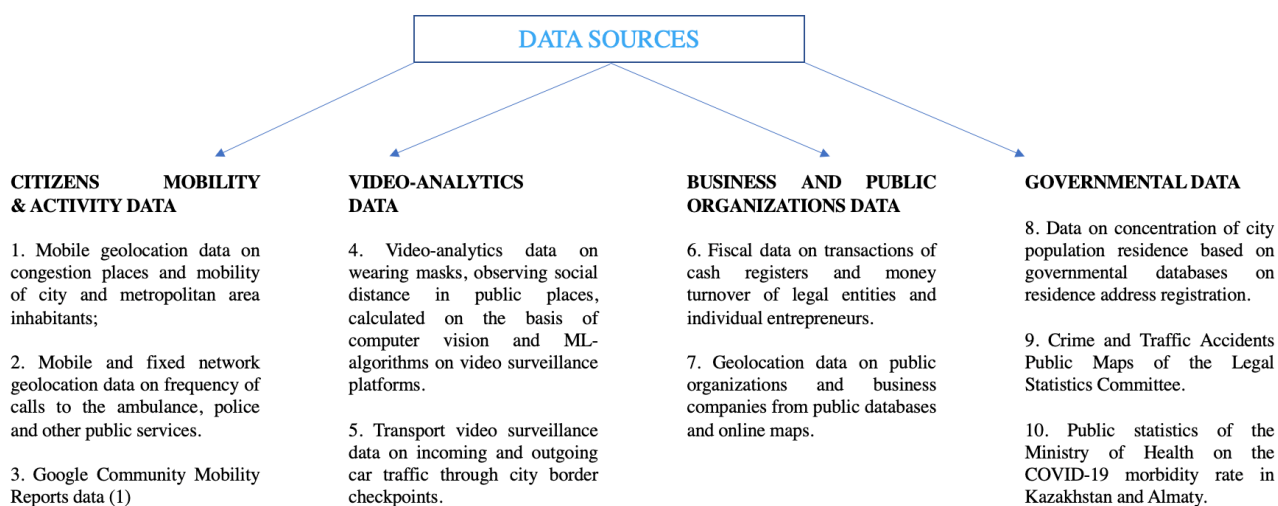 DATA SOURCES
CITIZENS MOBILITY
& ACTIVITY DATA
1. Mobile geolocation data on
congestion places and mobility
of city and metropolitan area
inhabitants;
2. Mobile and fixed network
geolocation data on frequency of
calls to the ambulance, police
and other public services.
3. Google Community Mobility
Reports data (1)
VIDEO-ANALYTICS
DATA
4. Video-analytics data on
wearing masks, observing social
distance in public places,
calculated on the basis of
computer vision and ML-
algorithms on video surveillance
platforms.
5. Transport video surveillance
data on incoming and outgoing
car traffic through city border
checkpoints.
BUSINESS AND PUBLIC
ORGANIZATIONS DATA
6. Fiscal data on transactions of
cash registers and money
turnover of legal entities and
individual entrepreneurs.
7. Geolocation data on public
organizations and business
companies from public databases
and online maps.
GOVERNMENTAL DATA
8. Data on concentration of city
population residence based on
governmental databases on
residence address registration.
9. Crime and Traffic Accidents
Public Maps of the Legal
Statistics Committee.
10. Public statistics of the
Ministry of Health on the
COVID-19 morbidity rate in
Kazakhstan and Almaty.